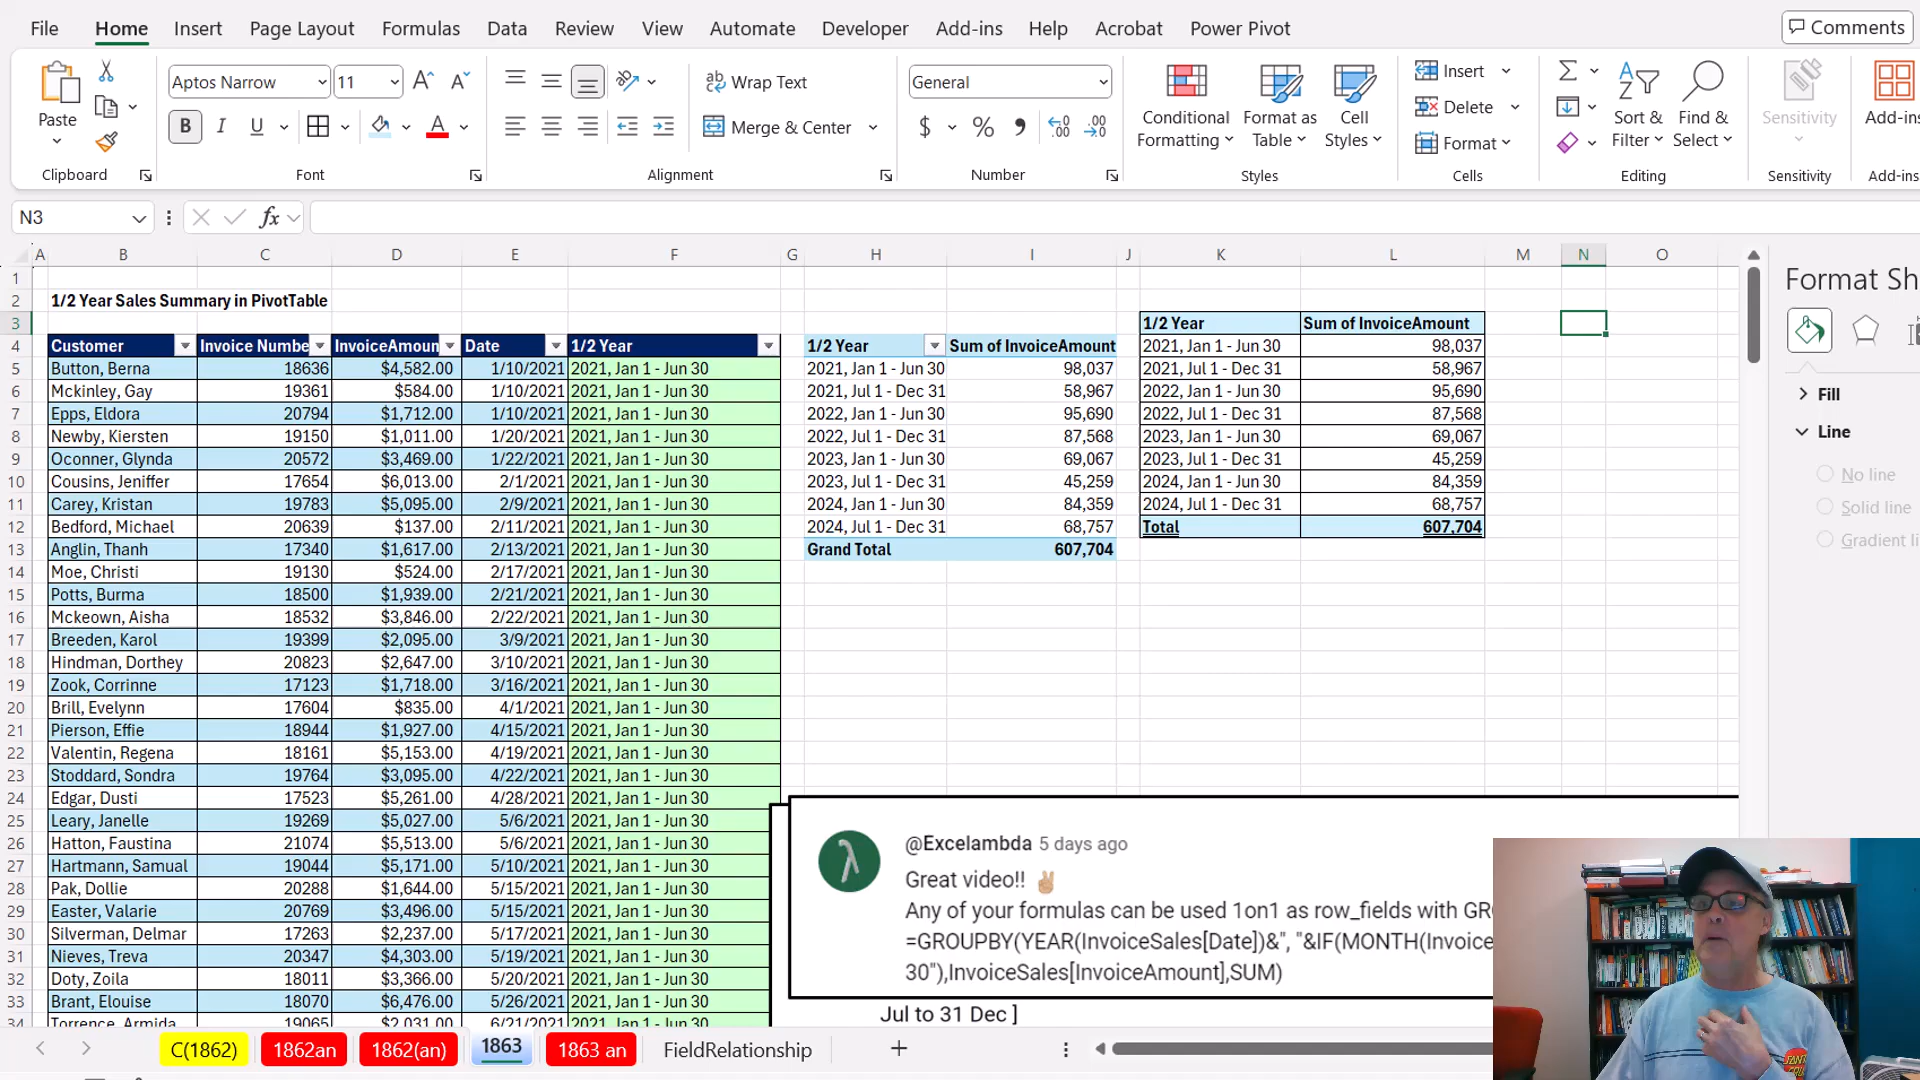 File Home Insert Page Layout Formulas Data Review View Automate Developer Add-ins Help Acrobat Power Pivot Comments
Aptos Narrow 11 Wrap Text General Insert
Paste B I U Merge & Center $ % Conditional Formatting Format as Table Cell Styles Delete Sort & Filter Find & Select Sensitivity Add-in
Format
Clipboard Font Alignment Number Styles Cells Editing Sensitivity Add-ins
N3 fx
A B C D E F G H I J K L M N O
1
2 1/2 Year Sales Summary in PivotTable
3 1/2 Year Sum of InvoiceAmount
4 Customer Invoice Numbe InvoiceAmoun Date 1/2 Year 1/2 Year Sum of InvoiceAmount 2021, Jan 1 - Jun 30 98,037
5 Button, Berna 18636 $4,582.00 1/10/2021 2021, Jan 1 - Jun 30 2021, Jan 1 - Jun 30 98,037 2021, Jul 1 - Dec 31 58,967
6 Mckinley, Gay 19361 $584.00 1/10/2021 2021, Jan 1 - Jun 30 2021, Jul 1 - Dec 31 58,967 2022, Jan 1 - Jun 30 95,690
7 Epps, Eldora 20794 $1,712.00 1/10/2021 2021, Jan 1 - Jun 30 2022, Jan 1 - Jun 30 95,690 2022, Jul 1 - Dec 31 87,568
8 Newby, Kiersten 19150 $1,011.00 1/20/2021 2021, Jan 1 - Jun 30 2022, Jul 1 - Dec 31 87,568 2023, Jan 1 - Jun 30 69,067
9 Oconner, Glynda 20572 $3,469.00 1/22/2021 2021, Jan 1 - Jun 30 2023, Jan 1 - Jun 30 69,067 2023, Jul 1 - Dec 31 45,259
10 Cousins, Jeniffer 17654 $6,013.00 2/1/2021 2021, Jan 1 - Jun 30 2023, Jul 1 - Dec 31 45,259 2024, Jan 1 - Jun 30 84,359
11 Carey, Kristan 19783 $5,095.00 2/9/2021 2021, Jan 1 - Jun 30 2024, Jan 1 - Jun 30 84,359 2024, Jul 1 - Dec 31 68,757
12 Bedford, Michael 20639 $137.00 2/11/2021 2021, Jan 1 - Jun 30 2024, Jul 1 - Dec 31 68,757 Total 607,704
13 Anglin, Thanh 17340 $1,617.00 2/13/2021 2021, Jan 1 - Jun 30 Grand Total 607,704
14 Moe, Christi 19130 $524.00 2/17/2021 2021, Jan 1 - Jun 30
15 Potts, Burma 18500 $1,939.00 2/21/2021 2021, Jan 1 - Jun 30
16 Mckeown, Aisha 18532 $3,846.00 2/22/2021 2021, Jan 1 - Jun 30
17 Breeden, Karol 19399 $2,095.00 3/9/2021 2021, Jan 1 - Jun 30
18 Hindman, Dorthey 20823 $2,647.00 3/10/2021 2021, Jan 1 - Jun 30
19 Zook, Corrinne 17123 $1,718.00 3/16/2021 2021, Jan 1 - Jun 30
20 Brill, Evelynn 17604 $835.00 4/1/2021 2021, Jan 1 - Jun 30
21 Pierson, Effie 18944 $1,927.00 4/15/2021 2021, Jan 1 - Jun 30
22 Valentin, Regena 18161 $5,153.00 4/19/2021 2021, Jan 1 - Jun 30
23 Stoddard, Sondra 19764 $3,095.00 4/22/2021 2021, Jan 1 - Jun 30
24 Edgar, Dusti 17523 $5,261.00 4/28/2021 2021, Jan 1 - Jun 30
25 Leary, Janelle 19269 $5,027.00 5/6/2021 2021, Jan 1 - Jun 30
26 Hatton, Faustina 21074 $5,513.00 5/6/2021 2021, Jan 1 - Jun 30
27 Hartmann, Samual 19044 $5,171.00 5/10/2021 2021, Jan 1 - Jun 30
28 Pak, Dollie 20288 $1,644.00 5/15/2021 2021, Jan 1 - Jun 30
29 Easter, Valarie 20769 $3,496.00 5/15/2021 2021, Jan 1 - Jun 30
30 Silverman, Delmar 17263 $2,237.00 5/17/2021 2021, Jan 1 - Jun 30
31 Nieves, Treva 19956 $4,303.00 5/19/2021 2021, Jan 1 - Jun 30
32 Doty, Zoila 18011 $3,366.00 5/20/2021 2021, Jan 1 - Jun 30
33 Brant, Elouise 18070 $6,476.00 5/26/2021 2021, Jan 1 - Jun 30
34 Torrence, Armida 19065 $2,031.00 6/21/2021 2021, Jan 1 - Jun 30
Format Sh
Fill
Line
No line
Solid line
Gradient li
λ @Excelambda 5 days ago
Great video!! ✌
Any of your formulas can be used 1on1 as row_fields with GR
=GROUPBY(YEAR(InvoiceSales[Date])&", "&IF(MONTH(Invoice
30"),InvoiceSales[InvoiceAmount],SUM)
Jul to 31 Dec ]
C(1862) 1862an 1862(an) 1863 1863 an FieldRelationship